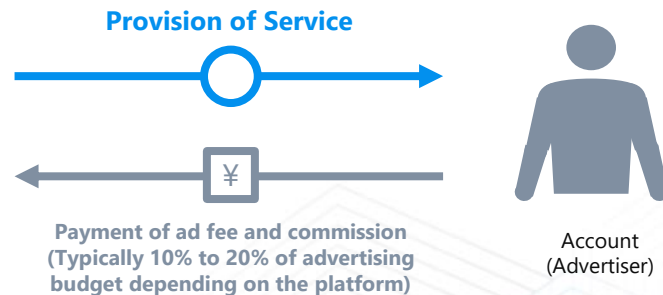 Provision of Service
¥
Payment of ad fee and commission
(Typically 10% to 20% of advertising
budget depending on the platform)
Account
(Advertiser)